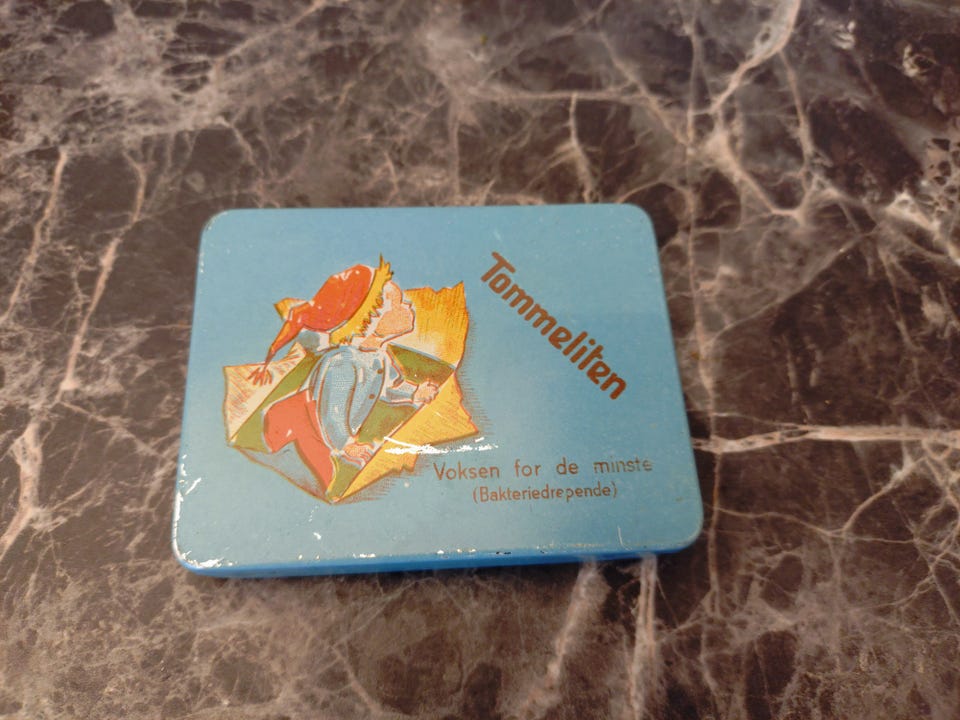 Tommeliten
Voksen for de minste
(Bakteriedrepende)